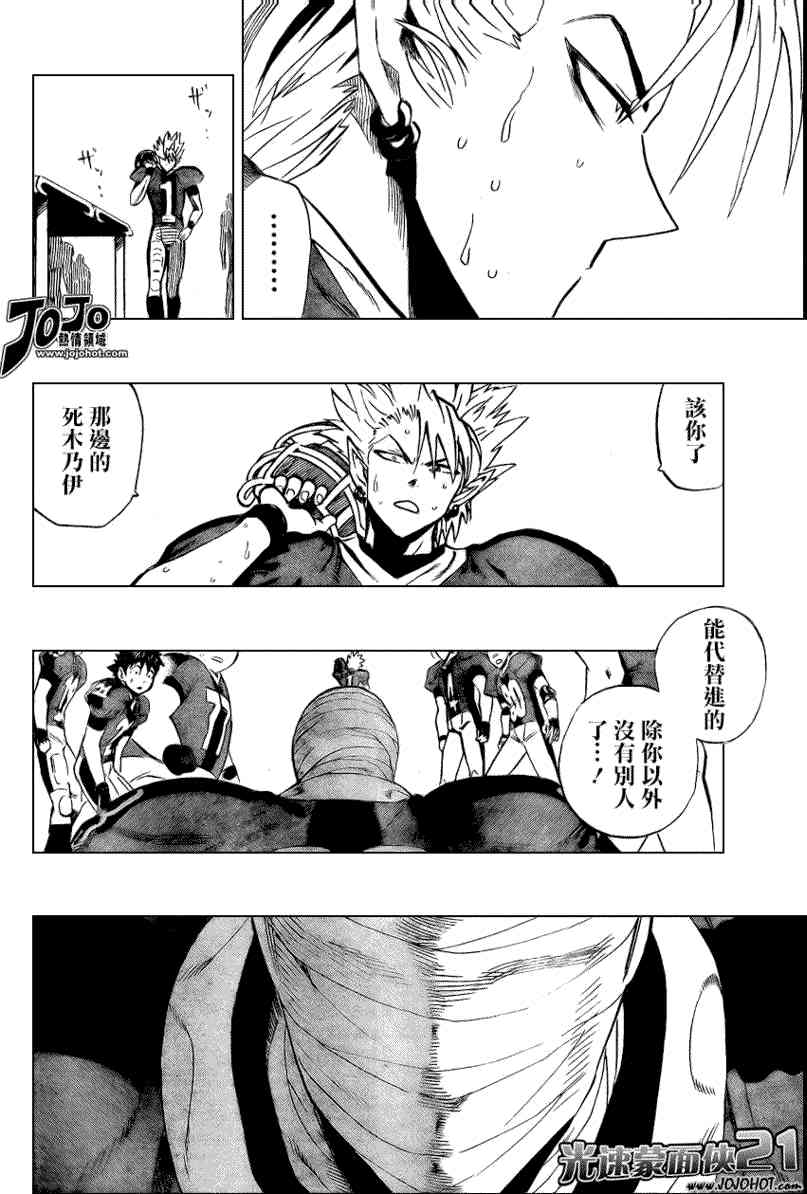 ………
ザッ
ザッ
1
JOJO
熱情領域
www.jojohot.com
該你了
那邊的
死木乃伊
能代替進的
除你以外
沒有別人
了…！
光速蒙面俠21
www.JOJOHOT.com